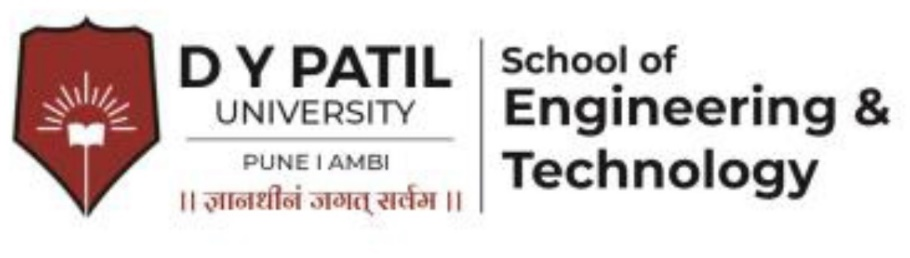 D Y PATIL
UNIVERSITY
PUNE I AMBI
|| ज्ञानधीनं जगत् सर्वम ||
School of
Engineering &
Technology